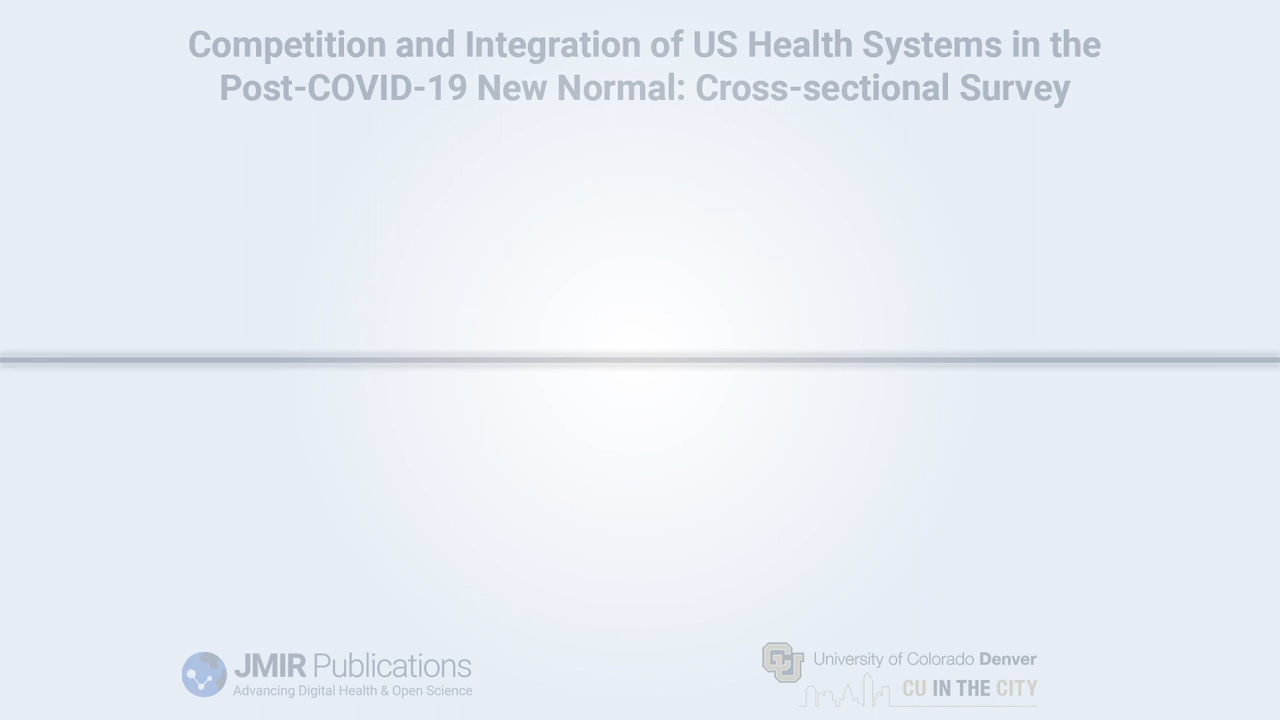 Competition and Integration of US Health Systems in the
Post-COVID-19 New Normal: Cross-sectional Survey
JMIR Publications
Advancing Digital Health & Open Science
CU
University of Colorado Denver
CU IN THE CITY